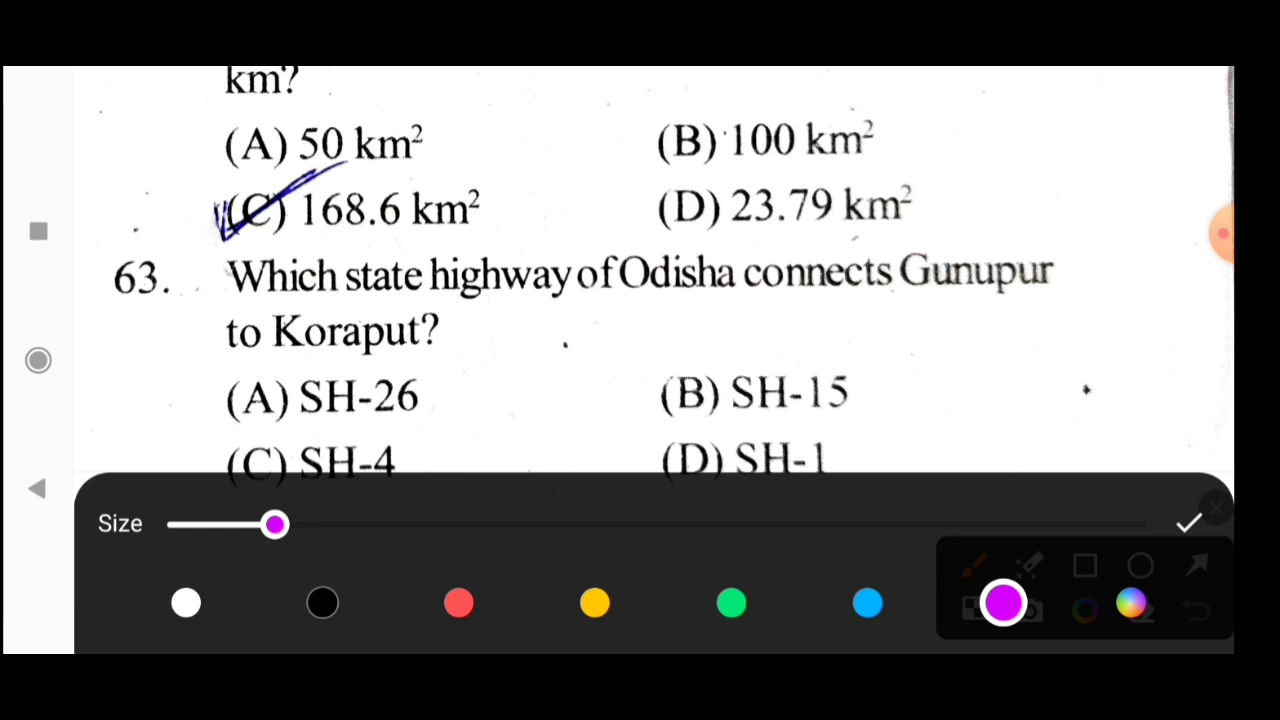 km?
(A) 50 km²
(B) 100 km²
(C) 168.6 km²
(D) 23.79 km²
63. Which state highway of Odisha connects Gunupur
to Koraput?
(A) SH-26
(B) SH-15
(C) SH-4
(D) SH-1
Size